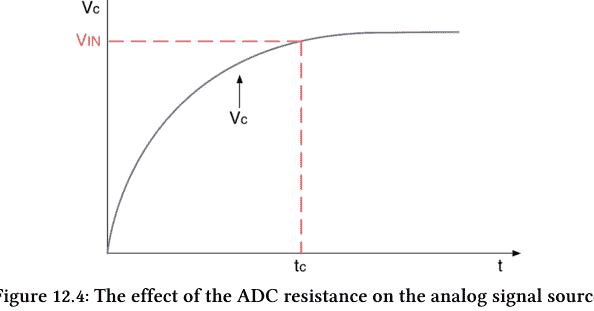 Vc
VIN
Vc
tc
t
Figure 12.4: The effect of the ADC resistance on the analog signal sourc